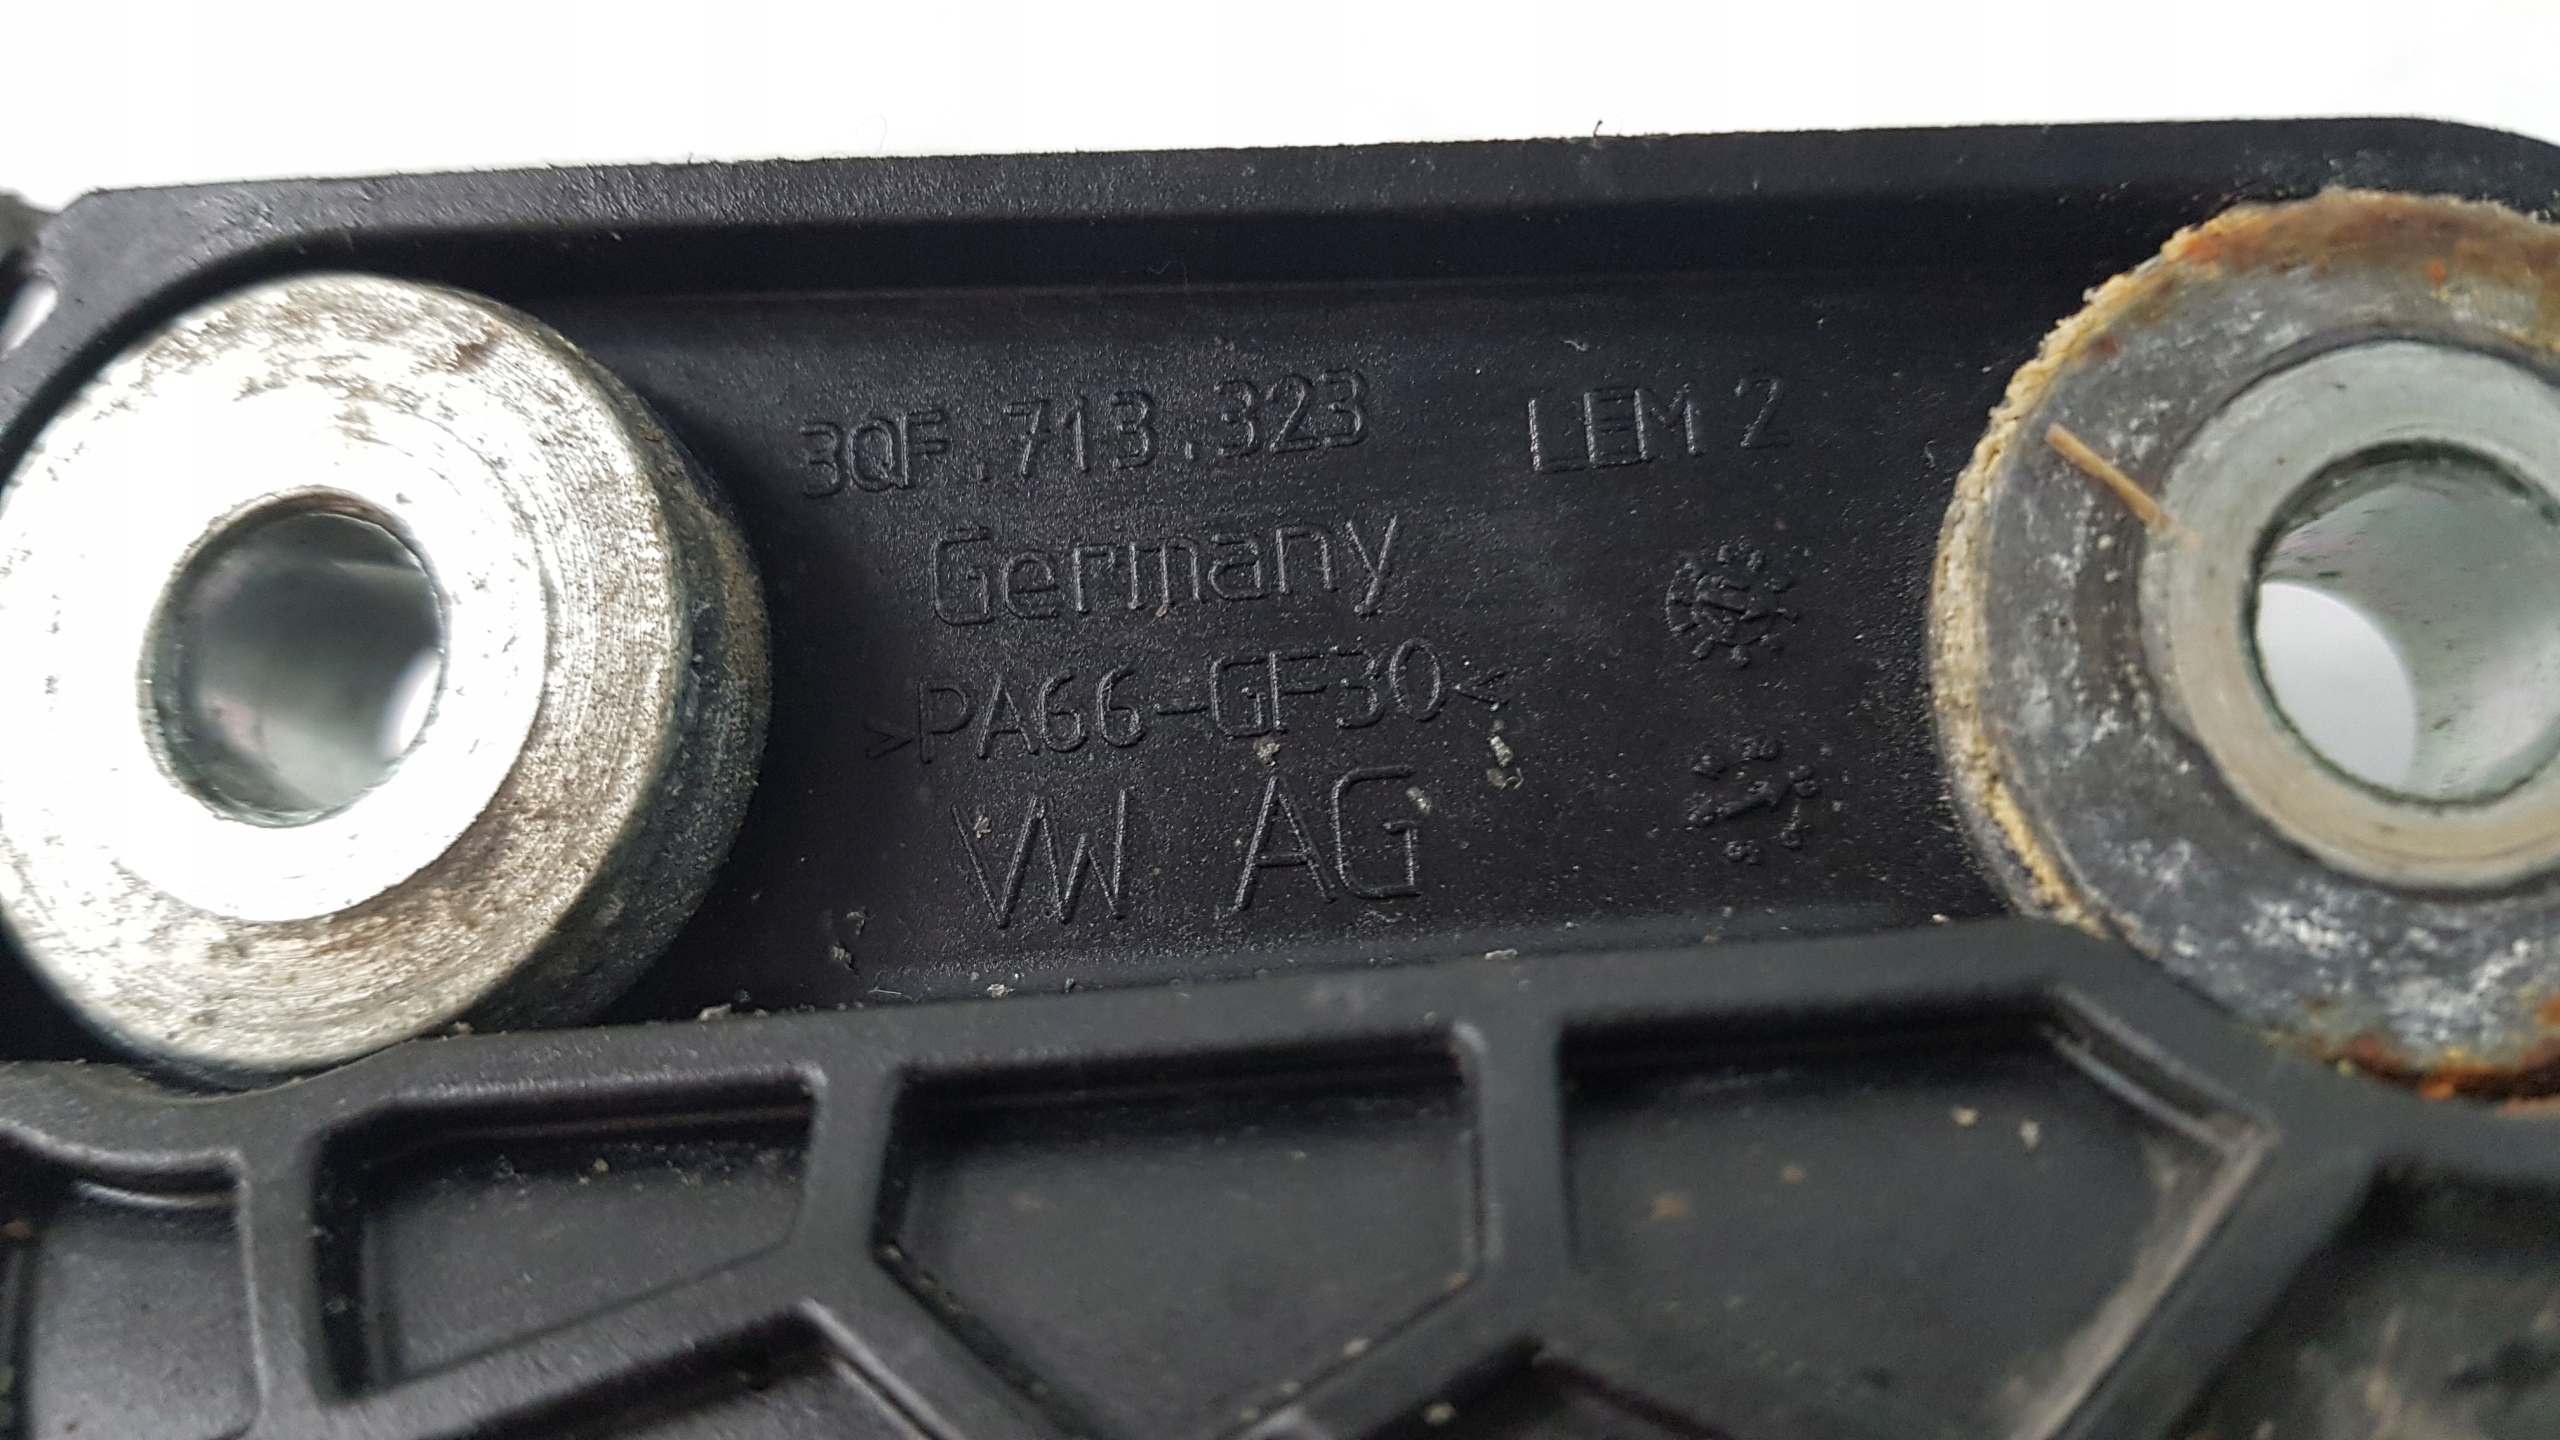 3QF.713.323 LEM 2
Germany
>PA66-GF30<
VW AG